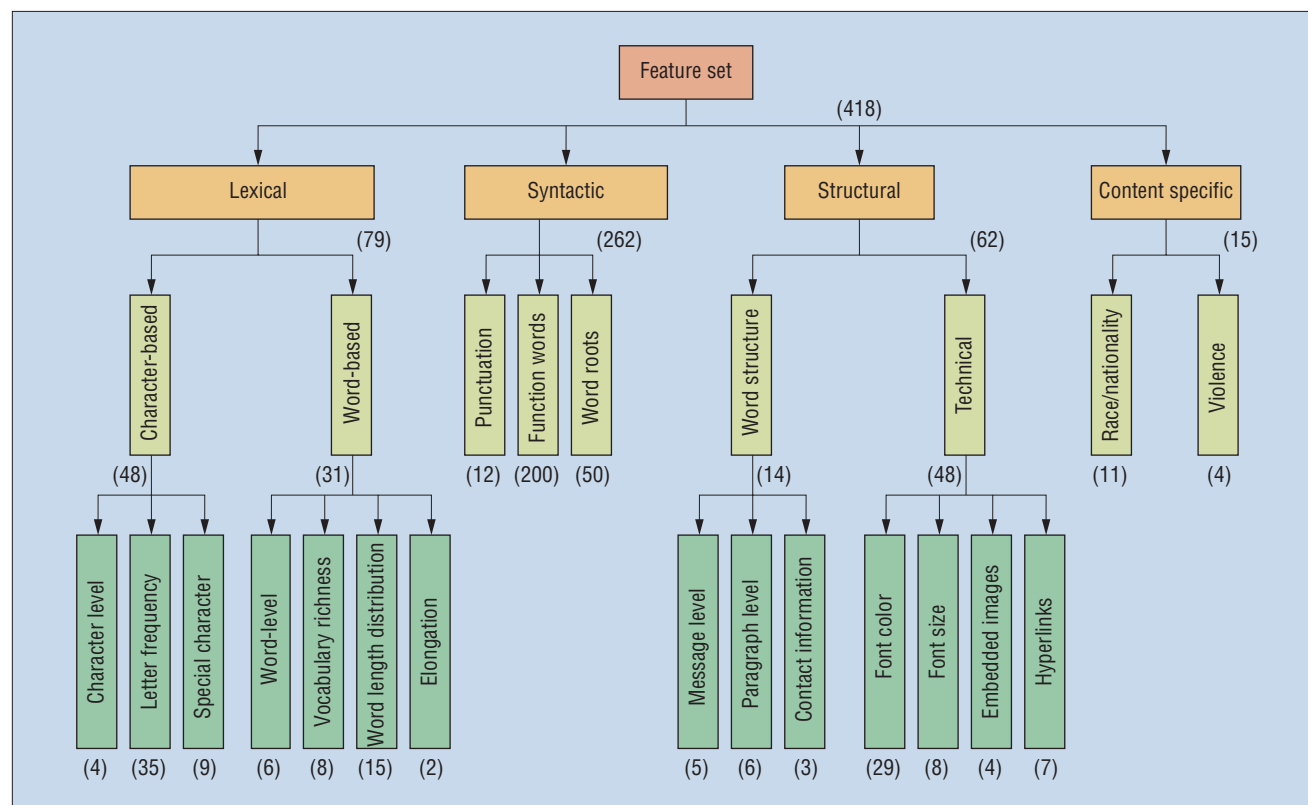 Feature set
(418)
Lexical
Syntactic
Structural
Content specific
(79)
(262)
(62)
(15)
Character-based
Word-based
Punctuation
Function words
Word roots
Word structure
Technical
Race/nationality
Violence
(48)
(31)
(12)
(200)
(50)
(14)
(48)
(11)
(4)
Character level
Letter frequency
Special character
Word-level
Vocabulary richness
Word length distribution
Elongation
Message level
Paragraph level
Contact information
Font color
Font size
Embedded images
Hyperlinks
(4)
(35)
(9)
(6)
(8)
(15)
(2)
(5)
(6)
(3)
(29)
(8)
(4)
(7)